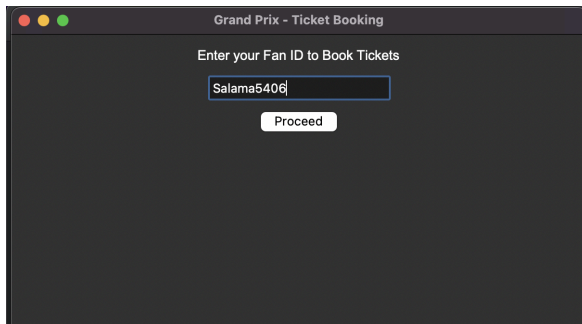 Grand Prix - Ticket Booking
Enter your Fan ID to Book Tickets
Salama5406
Proceed